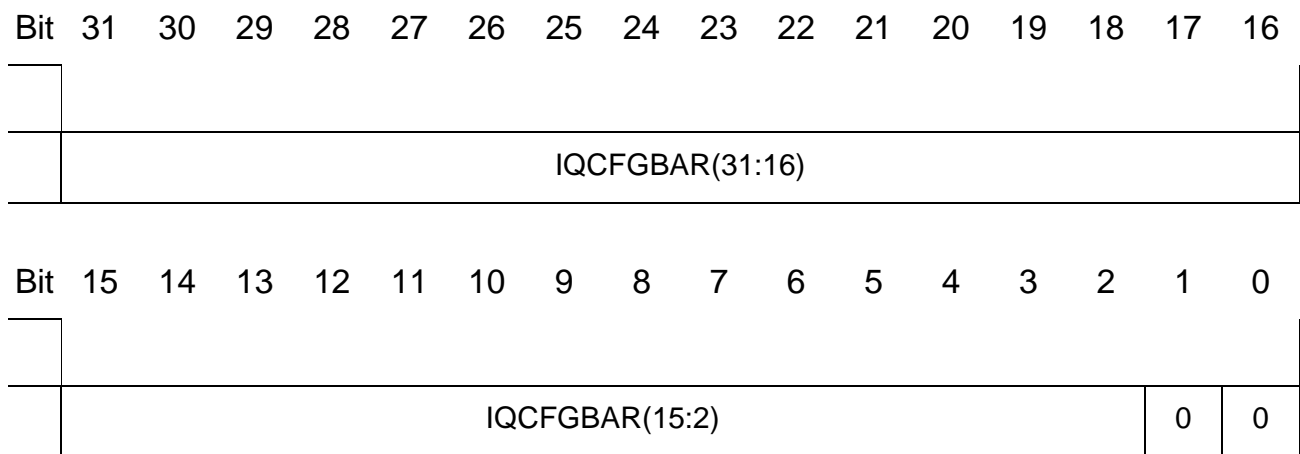 Bit 31 30 29 28 27 26 25 24 23 22 21 20 19 18 17 16
IQCFGBAR(31:16)
Bit 15 14 13 12 11 10 9 8 7 6 5 4 3 2 1 0
IQCFGBAR(15:2) 0 0